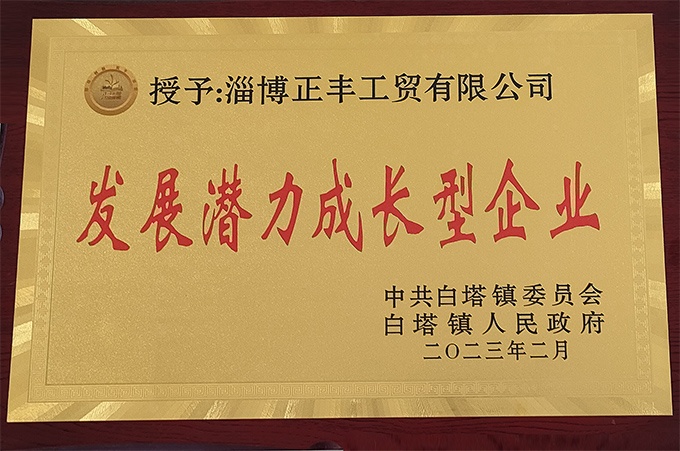 授予:淄博正丰工贸有限公司
发展潜力成长型企业
中共白塔镇委员会
白塔镇人民政府
二〇二三年二月